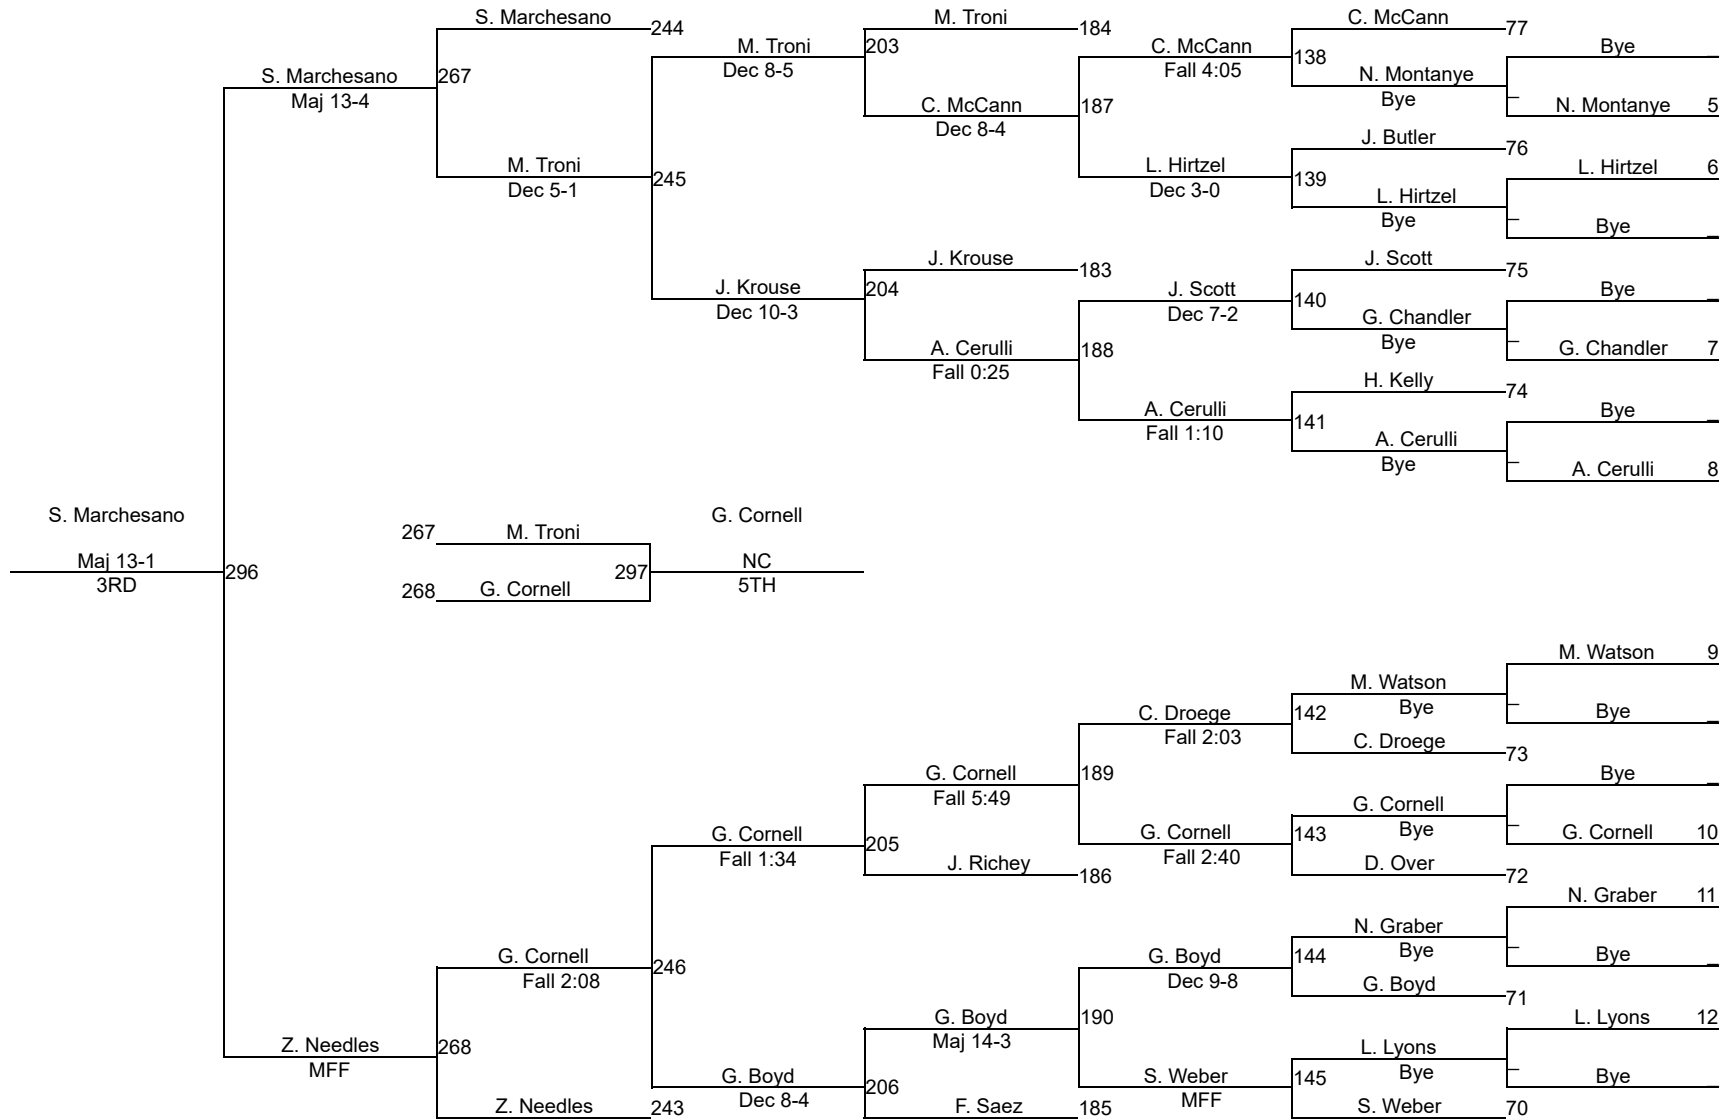 S. Marchesano 244
M. Troni 184
C. McCann 77
M. Troni 203
C. McCann
Bye _
Dec 8-5
Fall 4:05
138
S. Marchesano 267
N. Montanye
Maj 13-4
Bye _
C. McCann 187
N. Montanye 5
Dec 8-4
J. Butler 76
M. Troni 245
L. Hirtzel 139
L. Hirtzel 6
Dec 5-1
Dec 3-0
L. Hirtzel
Bye _
Bye _
J. Krouse 183
J. Scott 75
J. Krouse 204
J. Scott 140
Bye _
Dec 10-3
Dec 7-2
G. Chandler
Bye _
A. Cerulli 188
G. Chandler 7
Fall 0:25
H. Kelly 74
A. Cerulli 141
Bye _
Fall 1:10
A. Cerulli
Bye _
A. Cerulli 8
S. Marchesano
G. Cornell
267 M. Troni
Maj 13-1 296
297 NC
3RD
5TH
268 G. Cornell
M. Watson 9
M. Watson
Bye _
C. Droege 142
Bye _
Fall 2:03
C. Droege 73
G. Cornell 189
Bye _
Fall 5:49
G. Cornell
Bye _
G. Cornell 205
G. Cornell 143
G. Cornell 10
Fall 1:34
Fall 2:40
J. Richey 186
D. Over 72
N. Graber 11
N. Graber
Bye _
G. Cornell 246
G. Boyd 144
Bye _
Fall 2:08
Dec 9-8
G. Boyd 71
G. Boyd 190
L. Lyons 12
Maj 14-3
Z. Needles 268
L. Lyons
MFF
Bye _
G. Boyd 206
S. Weber 145
Bye _
Dec 8-4
MFF
Z. Needles 243
F. Saez 185
S. Weber 70